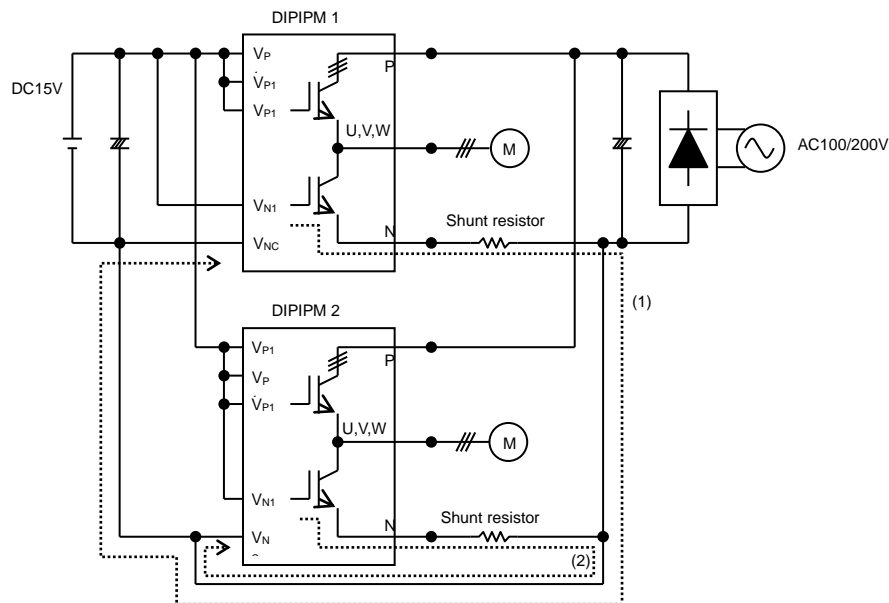 DIPIPM 1
VP
VP1
VP1
P
DC15V
U,V,W
M
AC100/200V
VN1
Shunt resistor
N
VNC
DIPIPM 2
(1)
VP1
P
VP
VP1
U,V,W
M
VN1
Shunt resistor
N
VN
(2)